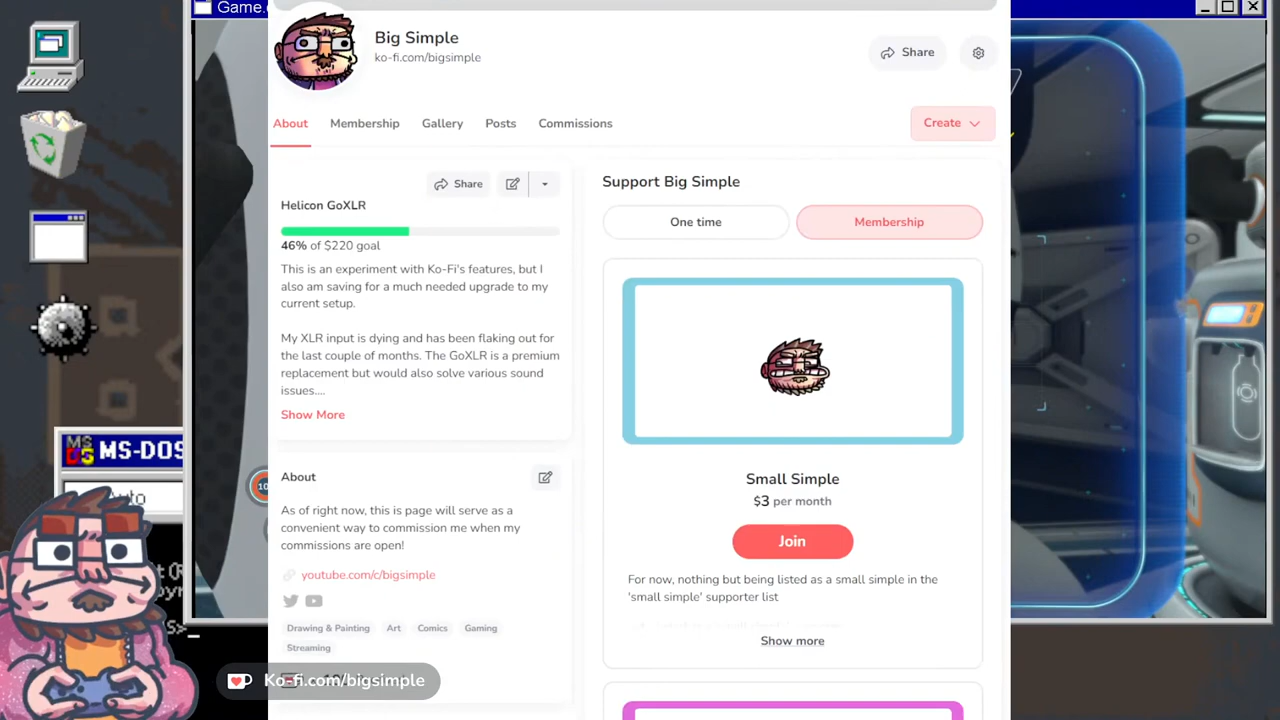 Game.
Big Simple
ko-fi.com/bigsimple
Share
About
Membership
Gallery
Posts
Commissions
Create
Share
Helicon GoXLR
46% of $220 goal
This is an experiment with Ko-Fi's features, but I
also am saving for a much needed upgrade to my
current setup.
My XLR input is dying and has been flaking out for
the last couple of months. The GoXLR is a premium
replacement but would also solve various sound
issues....
Show More
About
As of right now, this is page will serve as a
convenient way to commission me when my
commissions are open!
youtube.com/c/bigsimple
Drawing & Painting
Art
Comics
Gaming
Streaming
Support Big Simple
One time
Membership
Small Simple
$3 per month
Join
For now, nothing but being listed as a small simple in the
'small simple' supporter list
Show more
MS-DOS
Auto
Ko-fi.com/bigsimple